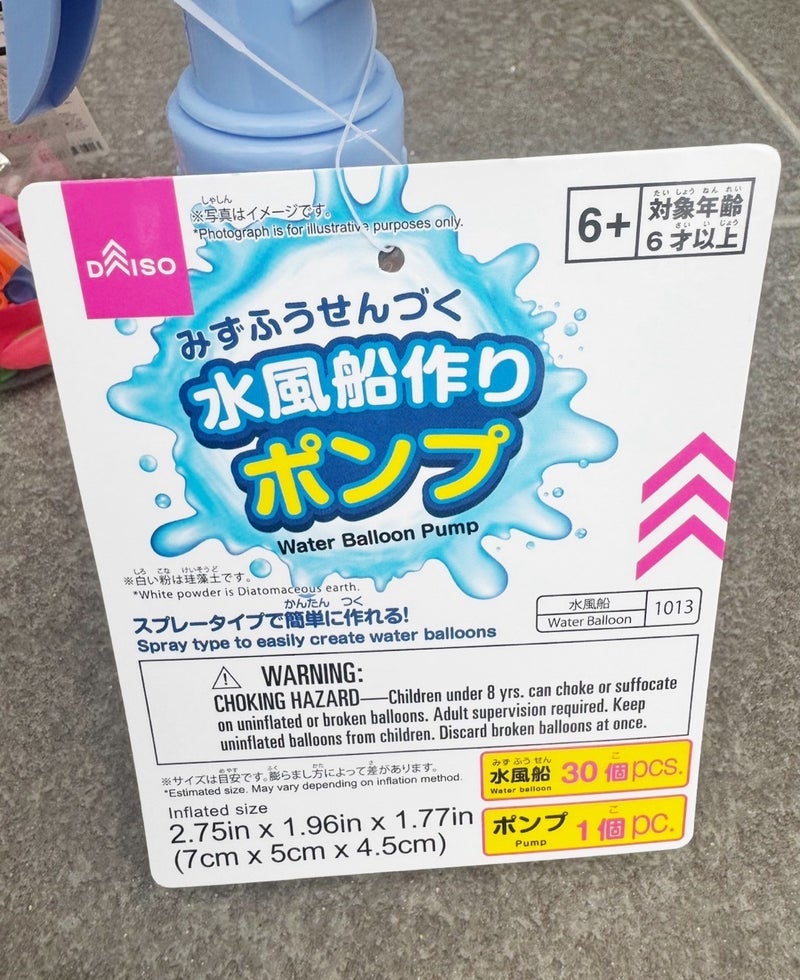 しゃしん
※写真はイメージです。
*Photograph is for illustrative purposes only.
DAISO
6+
たいしょうねんれい
対象年齢
さいいじょう
6才以上
みずふうせんづく
水風船作り
ポンプ
Water Balloon Pump
しろ こな けいそうど
※白い粉は珪藻土です。
*White powder is Diatomaceous earth.
かんたん つく
スプレータイプで簡単に作れる!
Spray type to easily create water balloons
水風船
Water Balloon
1013
WARNING:
CHOKING HAZARD—Children under 8 yrs. can choke or suffocate
on uninflated or broken balloons. Adult supervision required. Keep
uninflated balloons from children. Discard broken balloons at once.
めやす ふく かた さ
※サイズは目安です。膨らまし方によって差があります。
*Estimated size. May vary depending on inflation method.
Inflated size
2.75in x 1.96in x 1.77in
(7cm x 5cm x 4.5cm)
みずふうせん こ
水風船 30個pcs.
Water balloon
こ
ポンプ 1個pc.
Pump